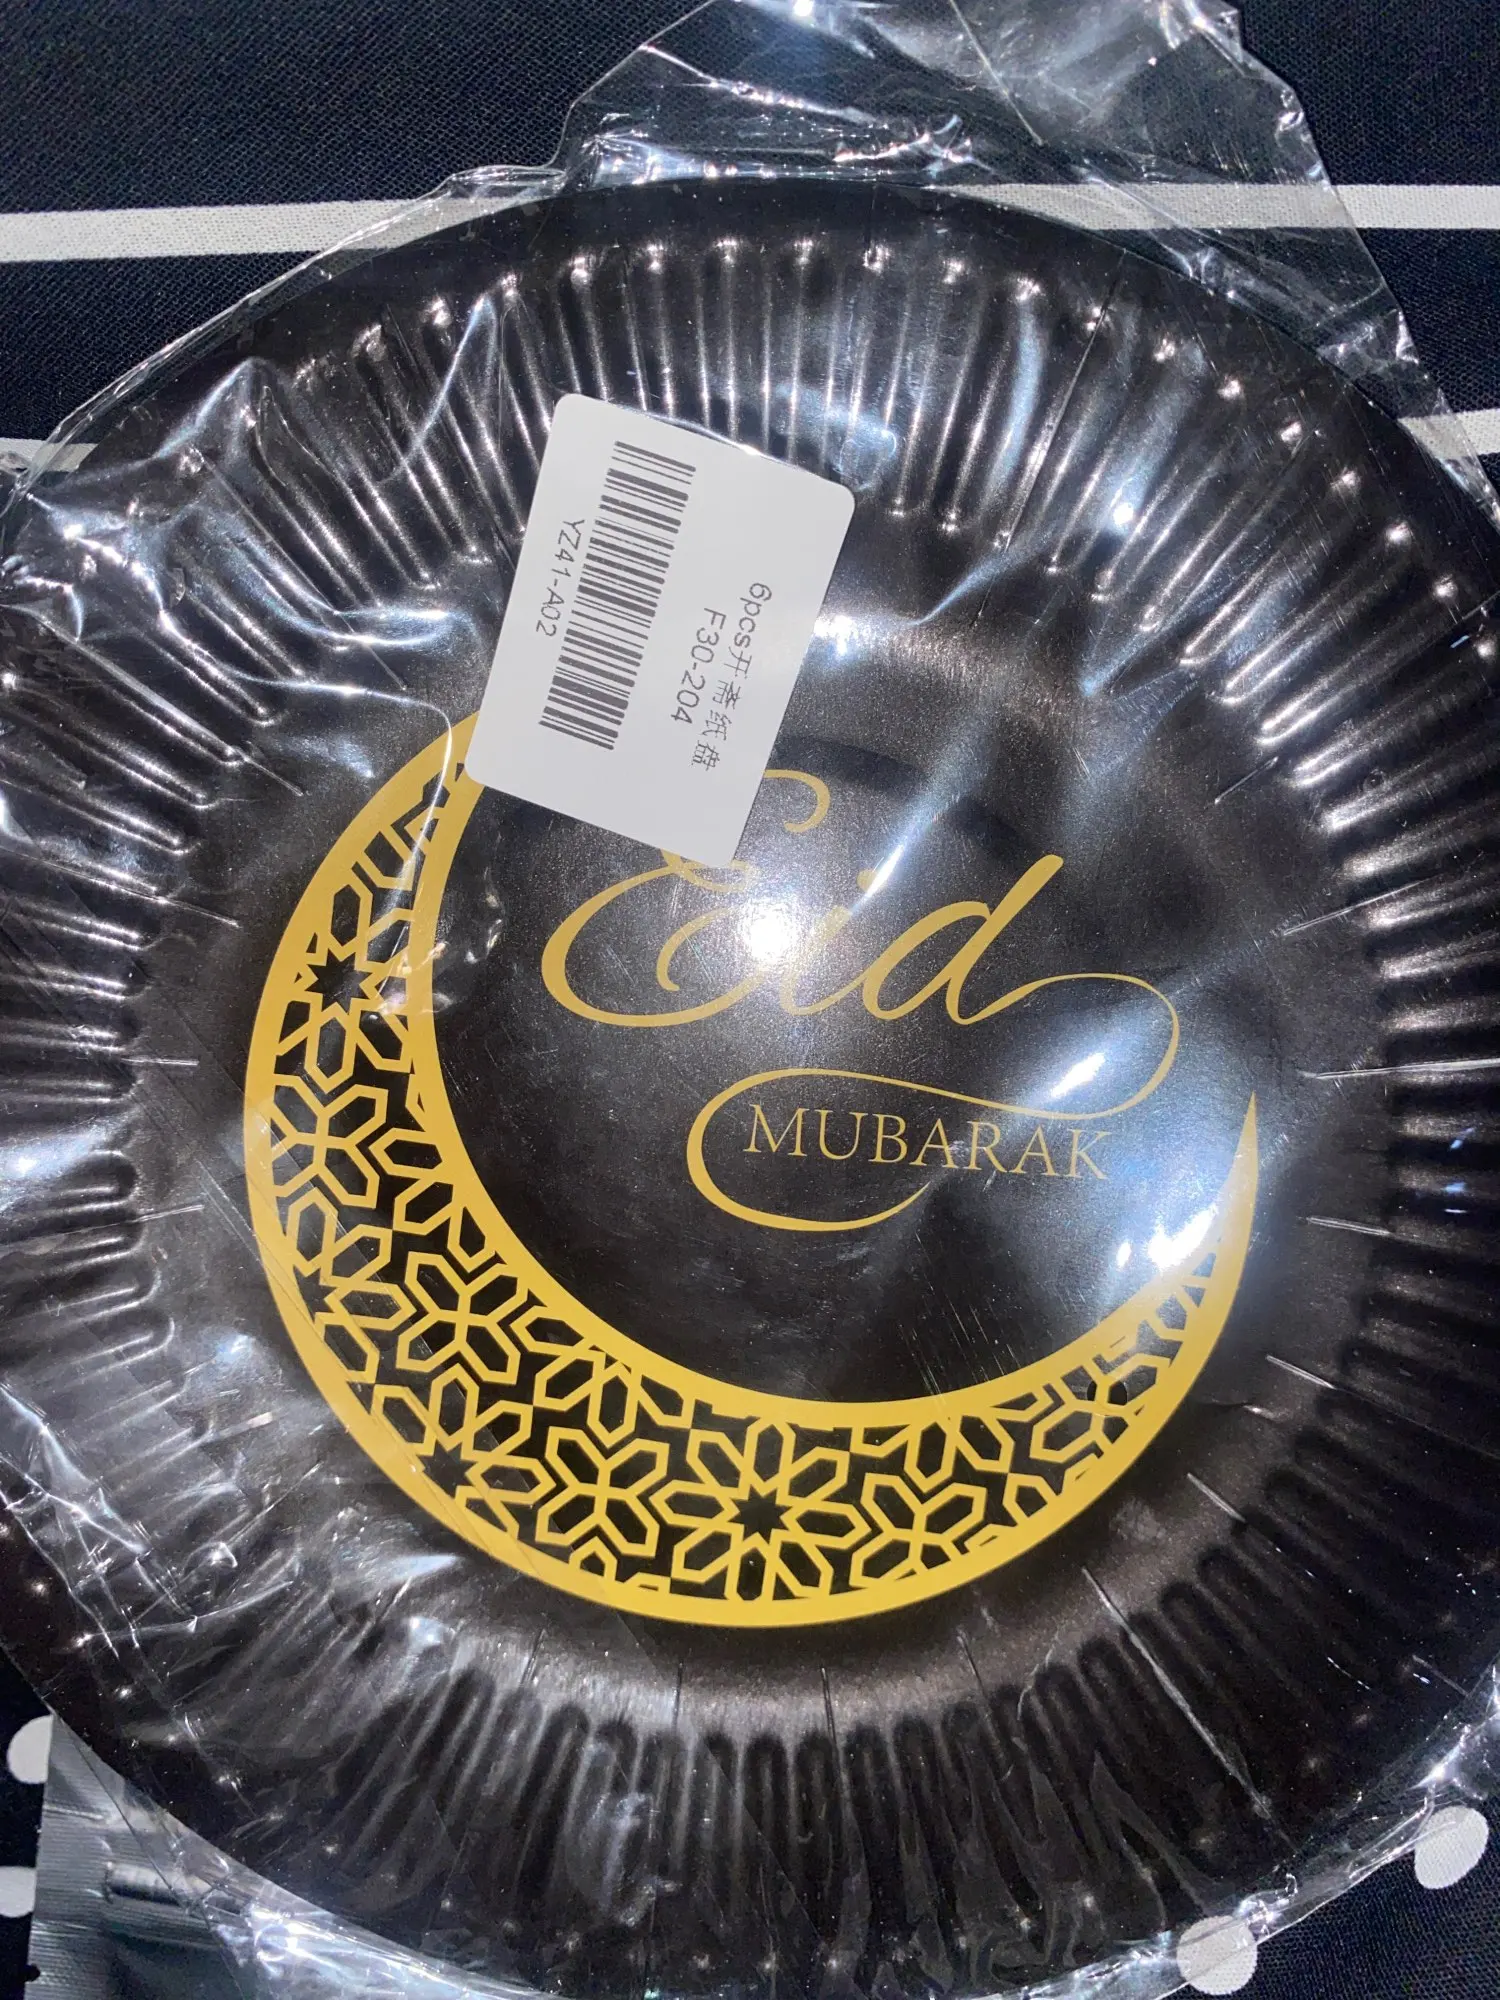 6pcs开斋纸盘
F30-204
YZ41-A02
Eid
MUBARAK